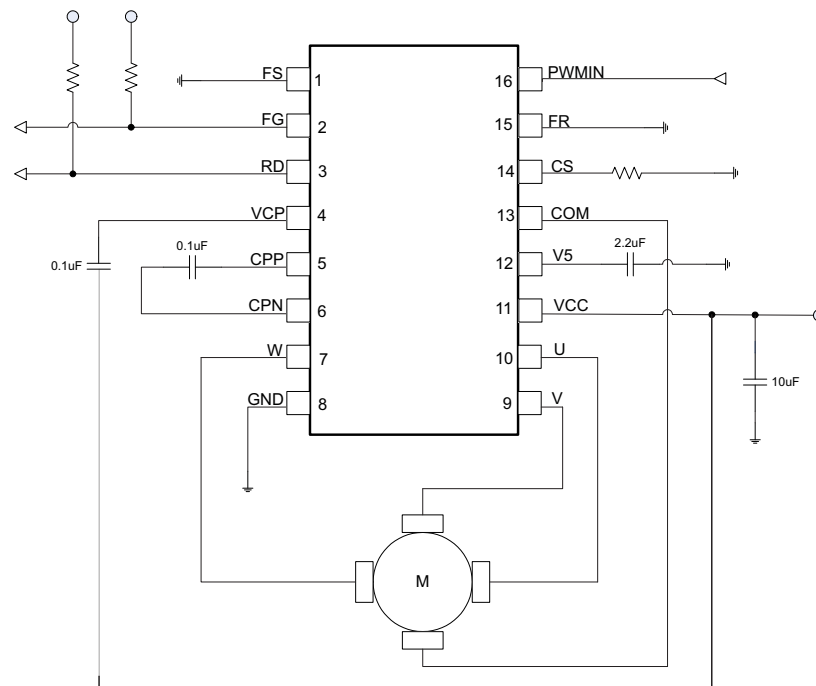 FS 1 16 PWMIN
FG 2 15 FR
RD 3 14 CS
VCP 4 13 COM
0.1uF 0.1uF CPP 5 12 V5 2.2uF
CPN 6 11 VCC
W 7 10 U
10uF
GND 8 9 V
M